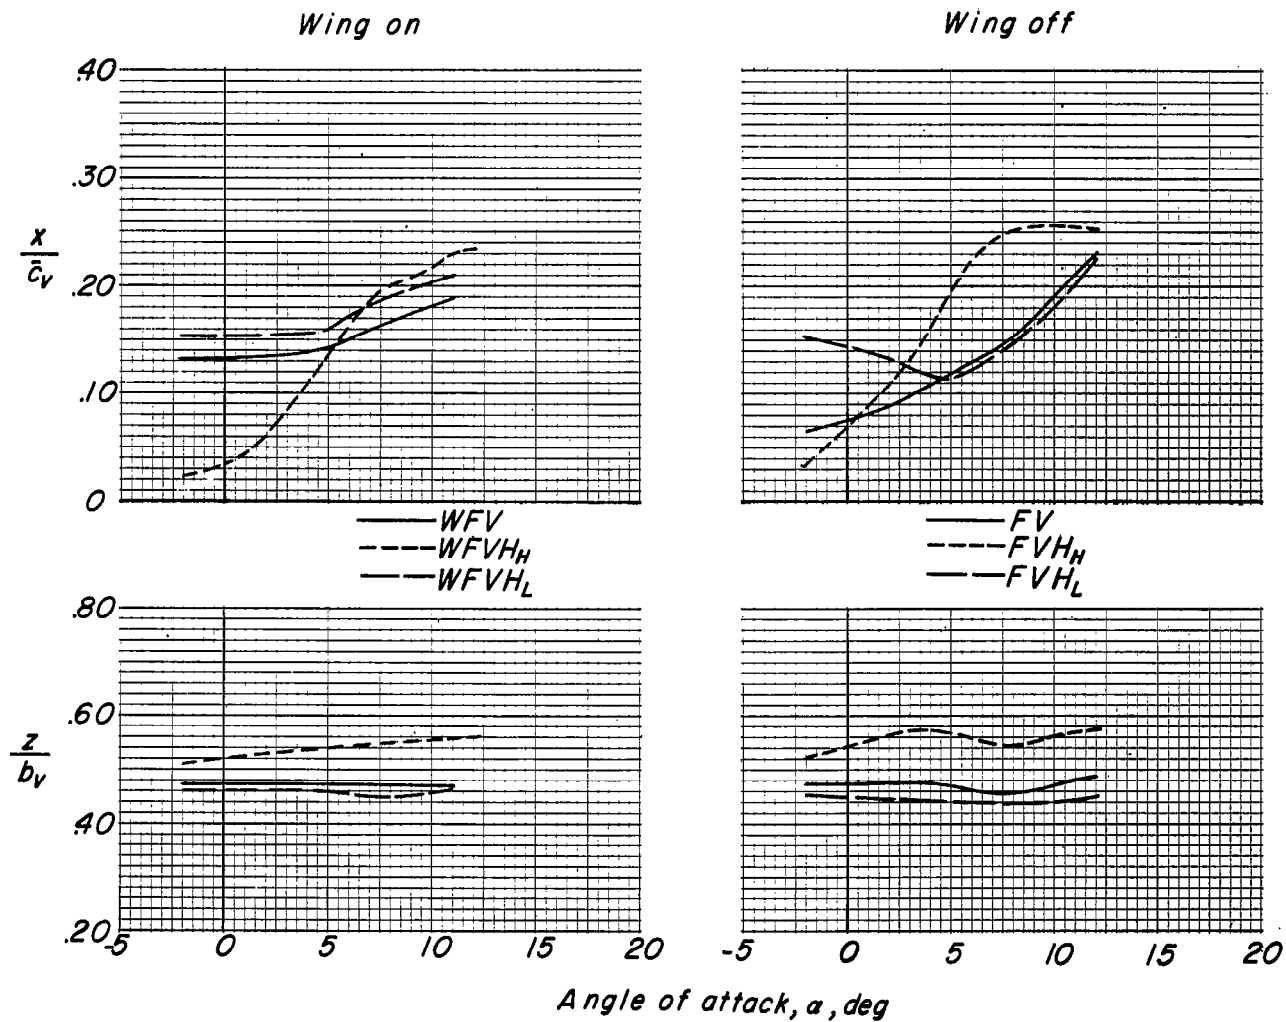 Wing on
Wing off
.40
.30
x/c̄v
.20
.10
0
WFV
WFVHH
WFVHL
FV
FVHH
FVHL
.80
.60
z/bv
.40
.20
-5 0 5 10 15 20
-5 0 5 10 15 20
Angle of attack, α, deg